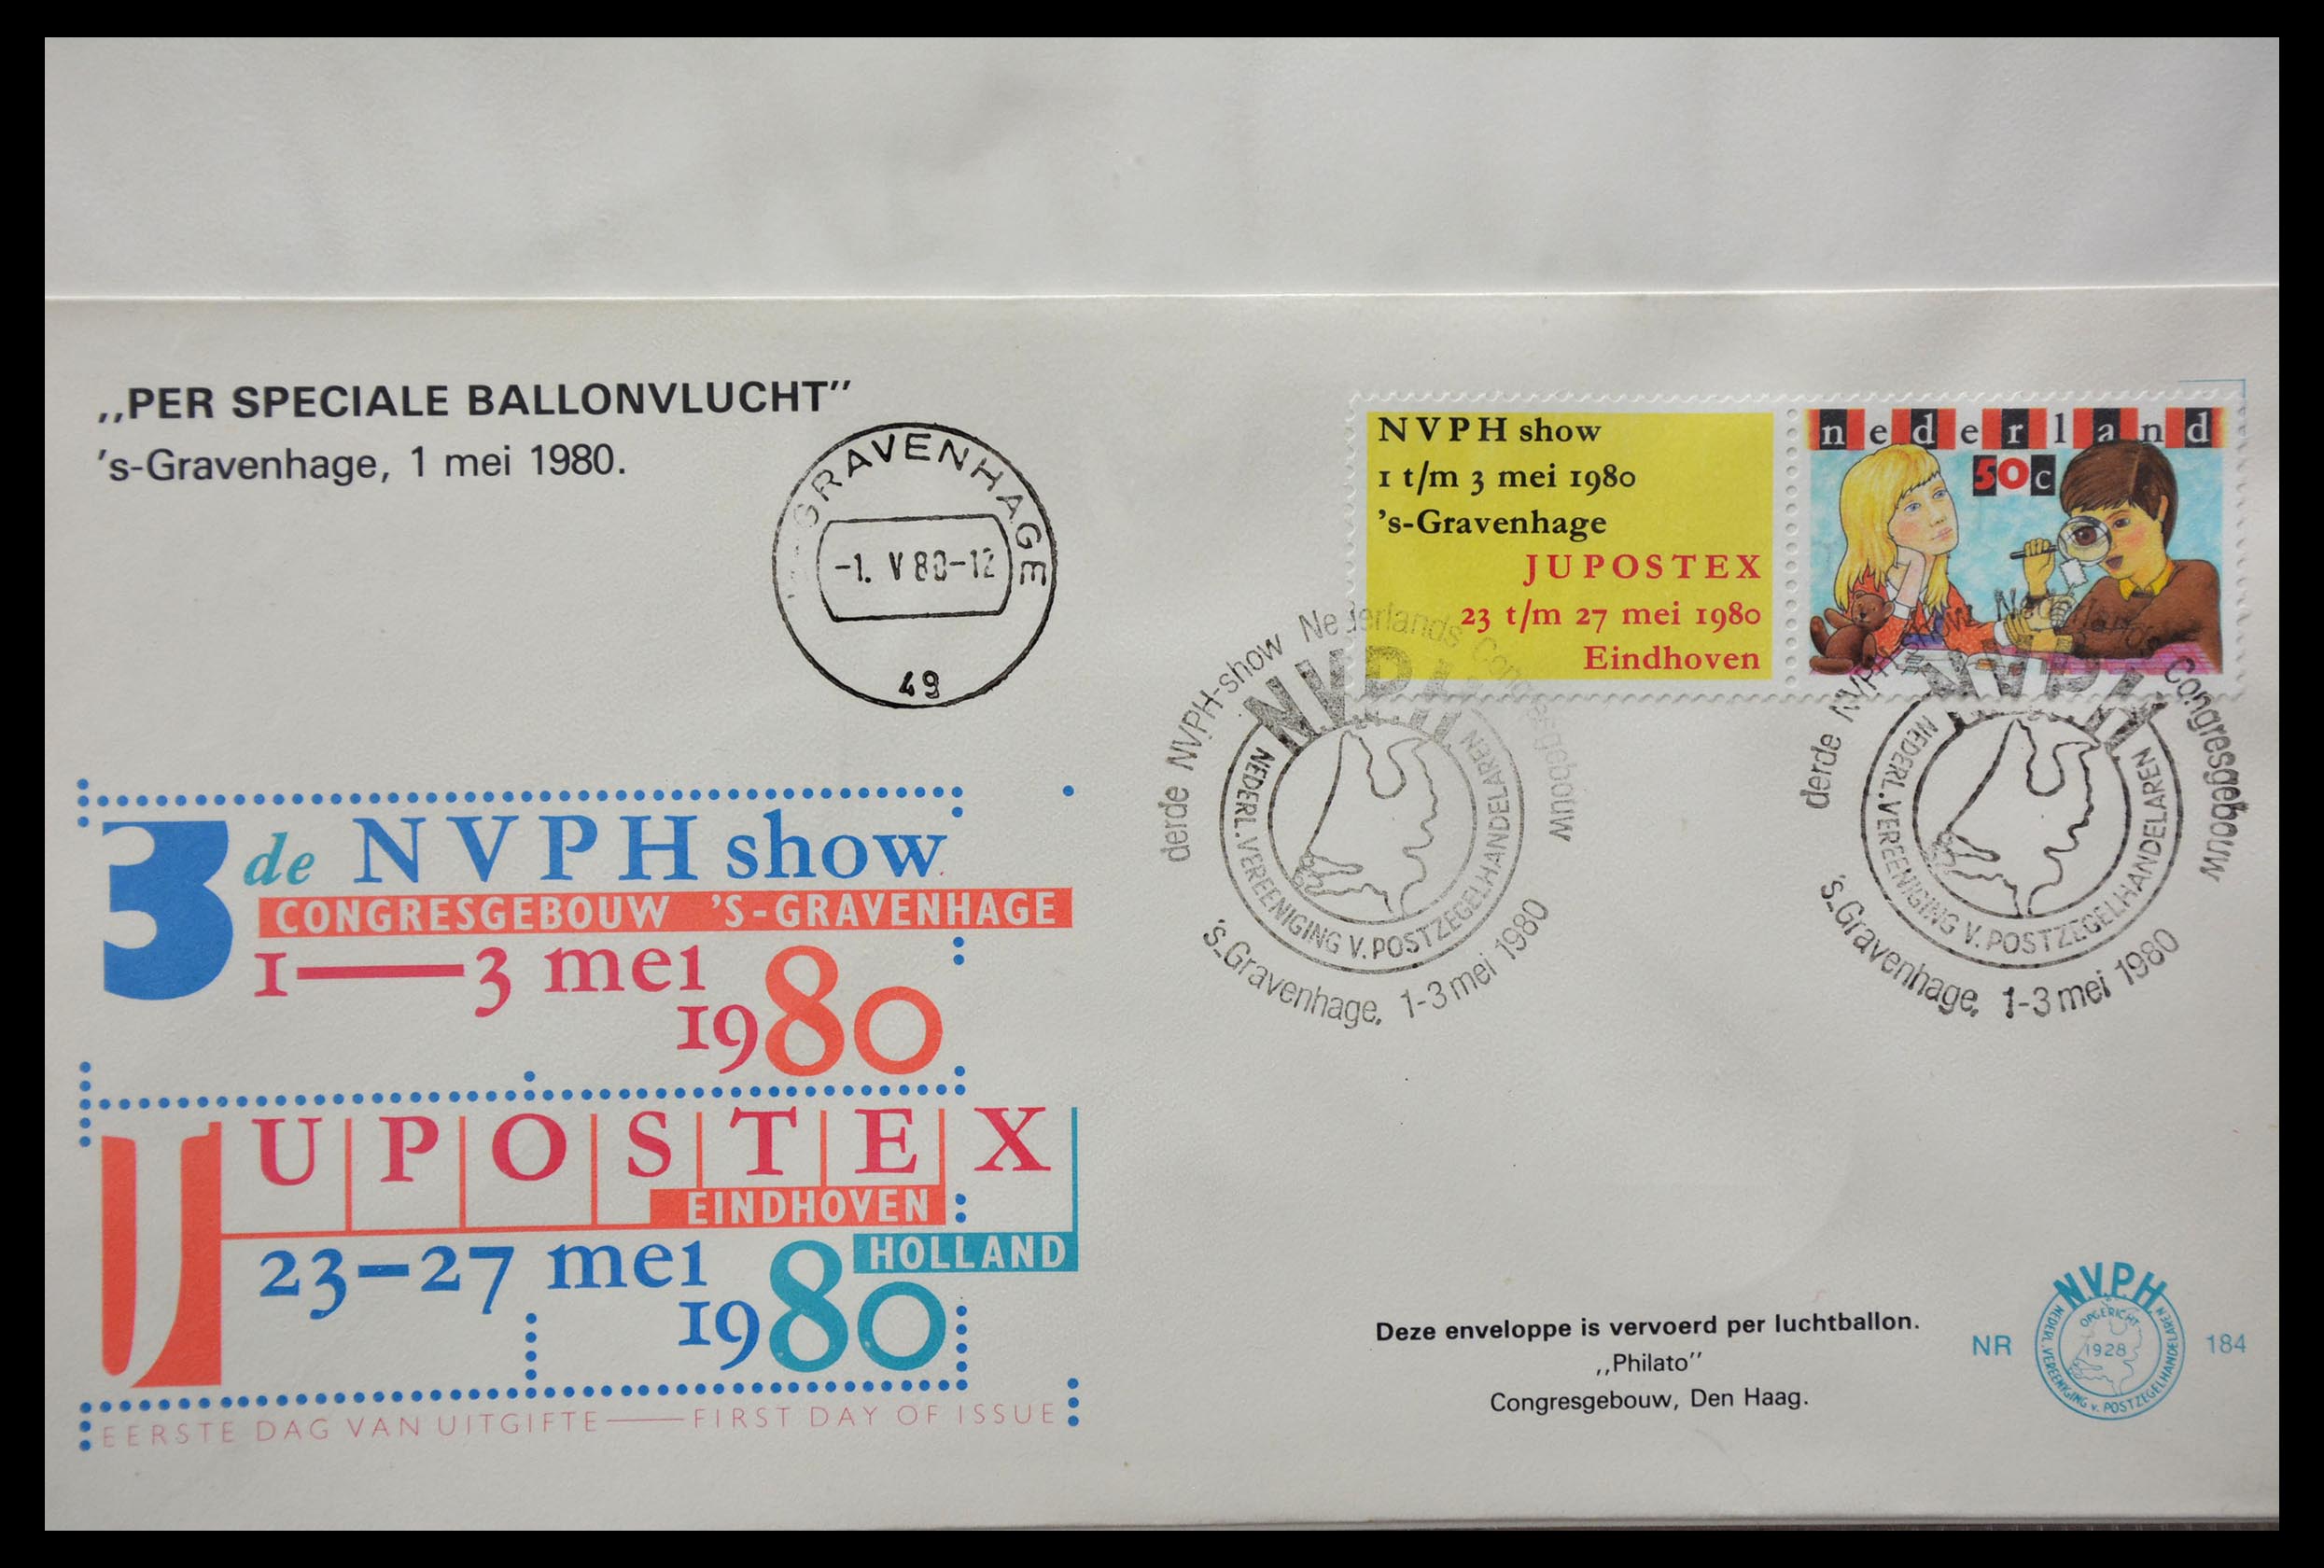 ,,PER SPECIALE BALLONVLUCHT''
's-Gravenhage, 1 mei 1980.
GRAVENHAGE
-1. V 80-12
49
NVPH show
1 t/m 3 mei 1980
's-Gravenhage
JUPOSTEX
23 t/m 27 mei 1980
Eindhoven
nederland
50c
derde NVPH-show Nederlands Congresgebouw
N.V.P.H
NEDERL. VEREENIGING V. POSTZEGELHANDELAREN
's-Gravenhage. 1-3 mei 1980
derde NVPH-show Nederlands Congresgebouw
NVPH
NEDERL. VEREENIGING V. POSTZEGELHANDELAREN
's-Gravenhage. 1-3 mei 1980
3de NVPH show
CONGRESGEBOUW 'S-GRAVENHAGE
1—3 mei
1980
JUPOSTEX
EINDHOVEN
HOLLAND
23-27 mei
1980
EERSTE DAG VAN UITGIFTE — FIRST DAY OF ISSUE
Deze enveloppe is vervoerd per luchtballon.
,,Philato''
Congresgebouw, Den Haag.
NR
N.V.P.H.
OPGERICHT
1928
NEDERL. VEREENIGING v. POSTZEGELHANDELAREN
184